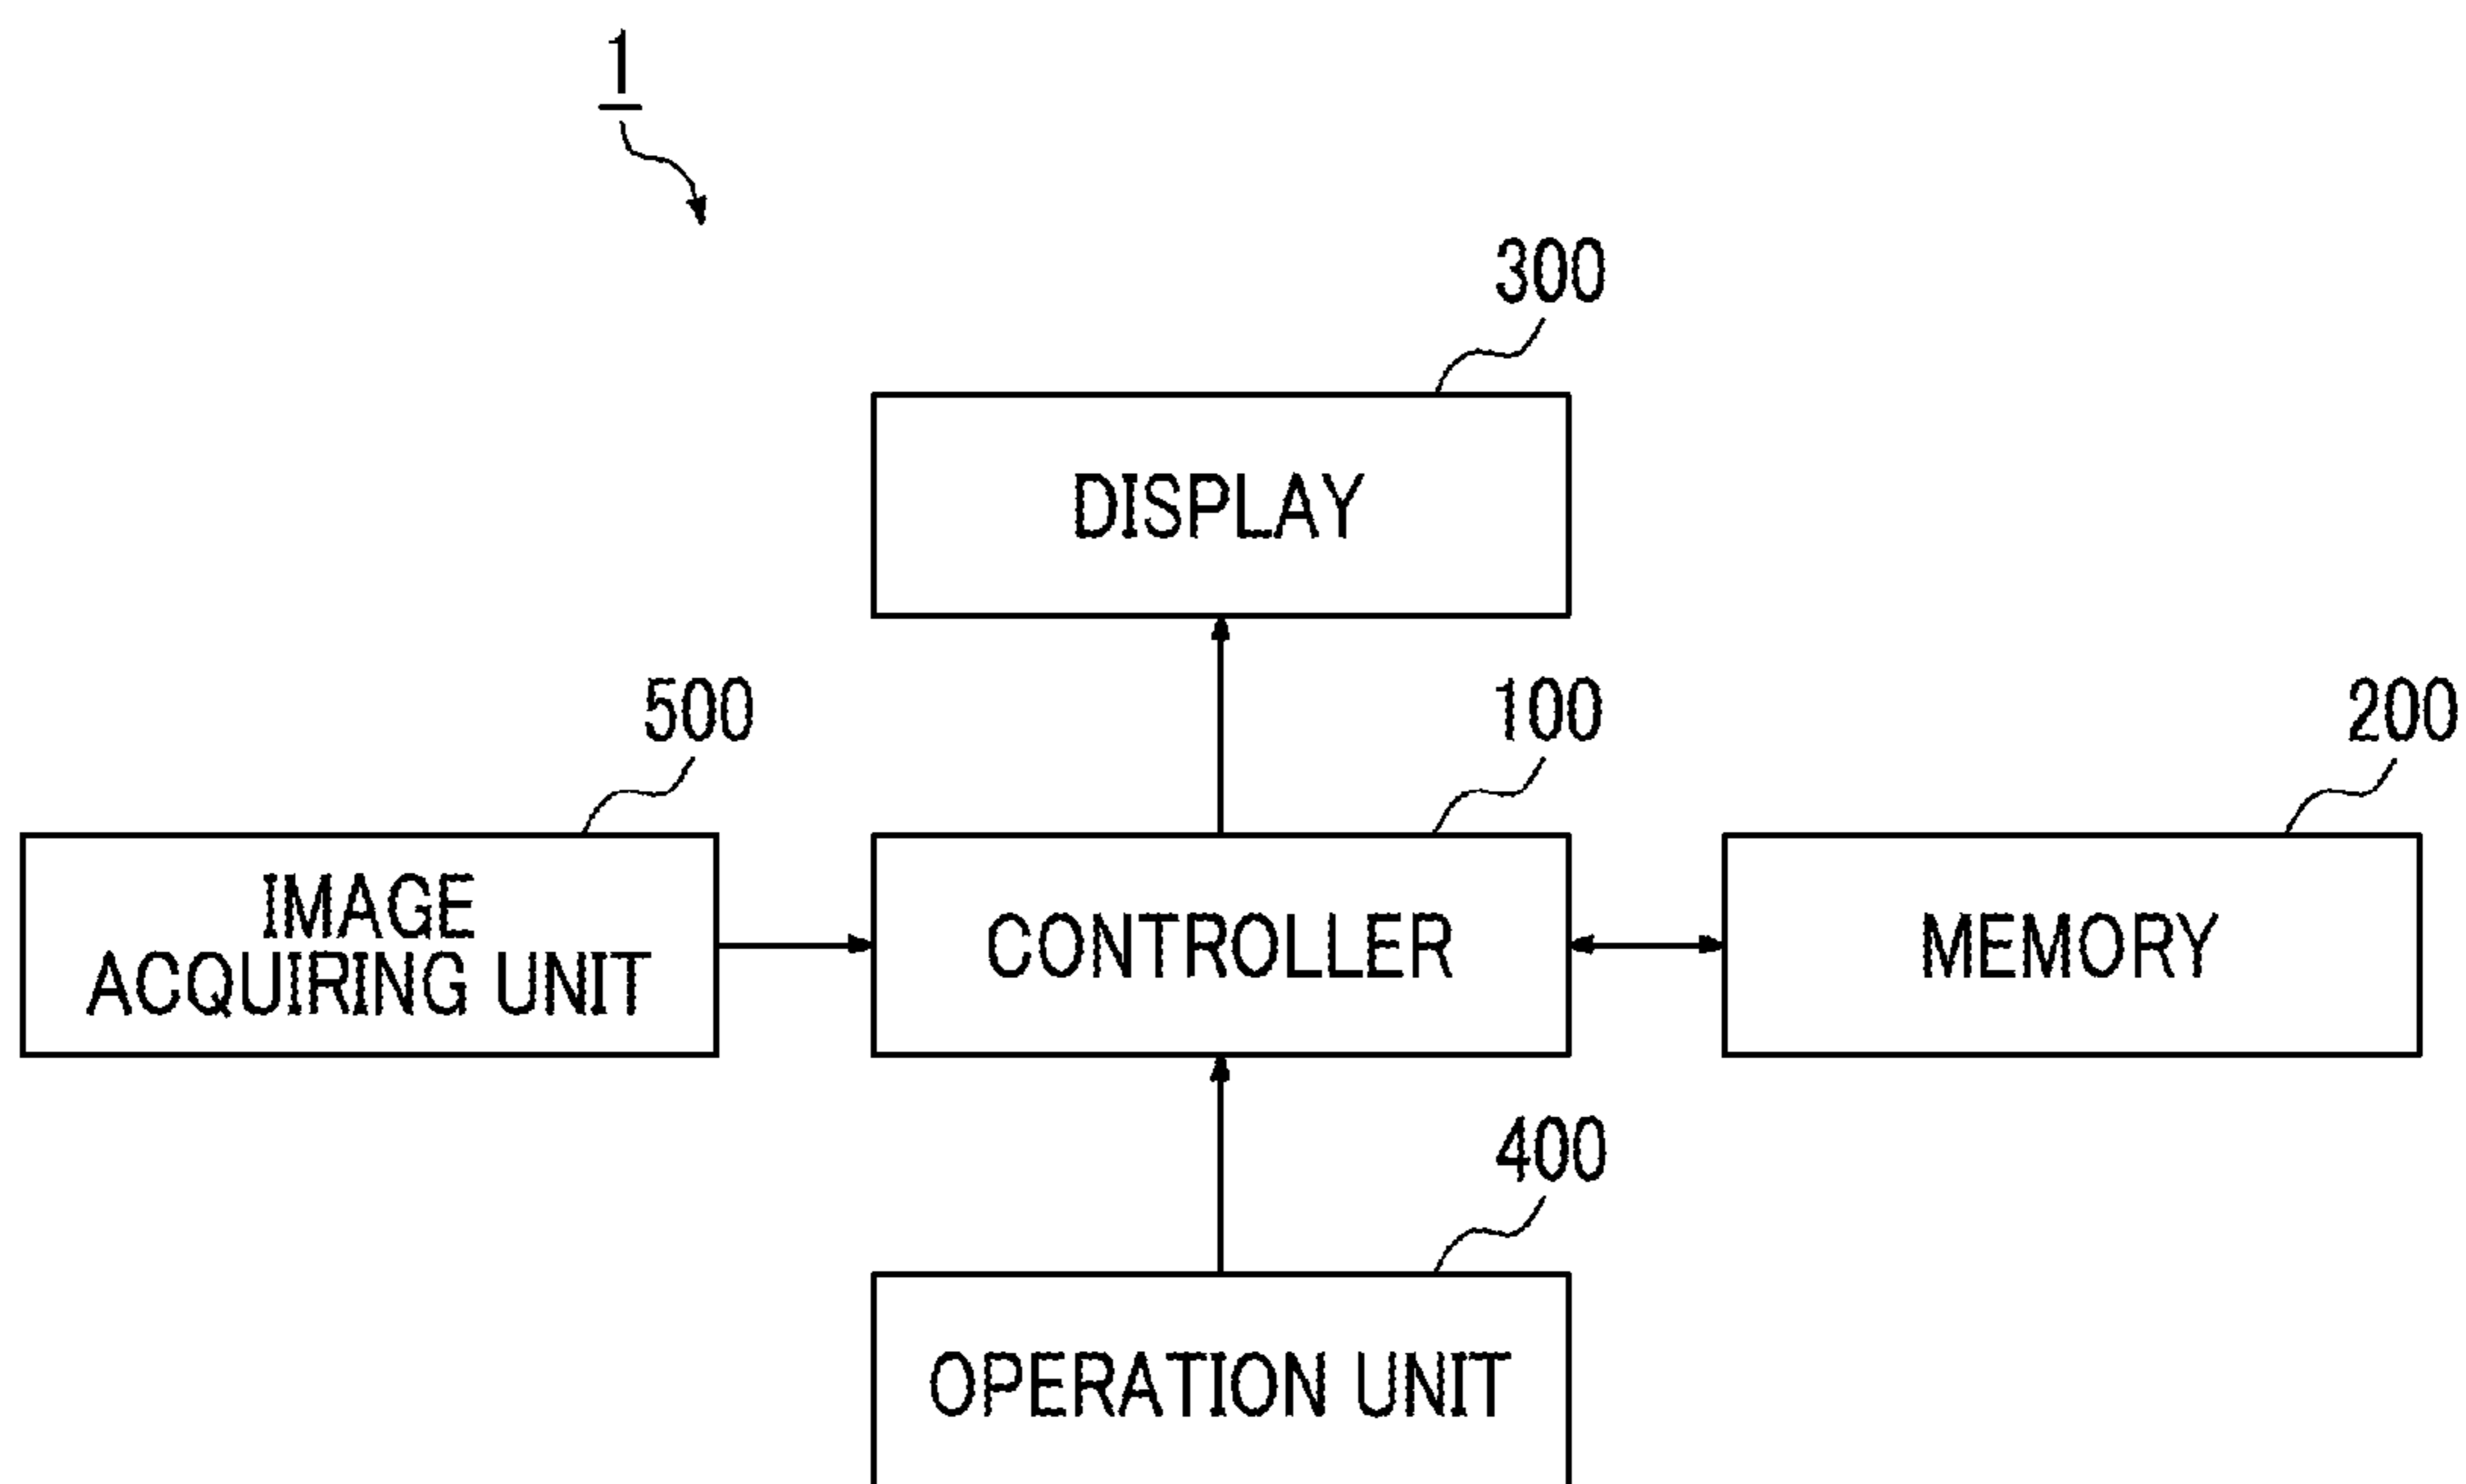 1
300
DISPLAY
500
100
200
IMAGE
ACQUIRING UNIT
CONTROLLER
MEMORY
400
OPERATION UNIT